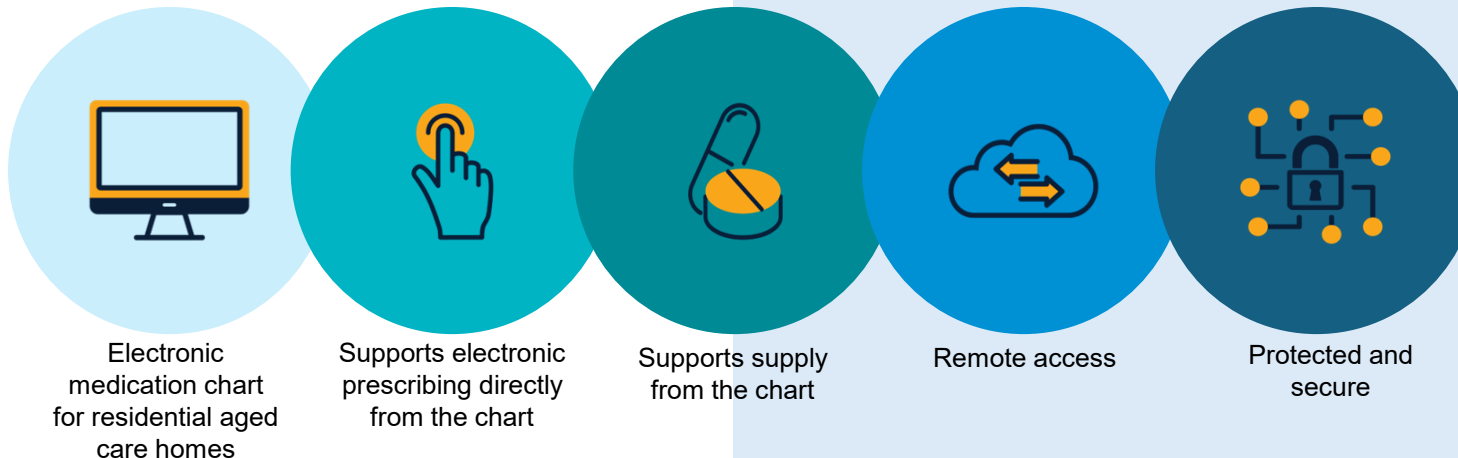 Electronic
medication chart
for residential aged
care homes
Supports electronic
prescribing directly
from the chart
Supports supply
from the chart
Remote access
Protected and
secure